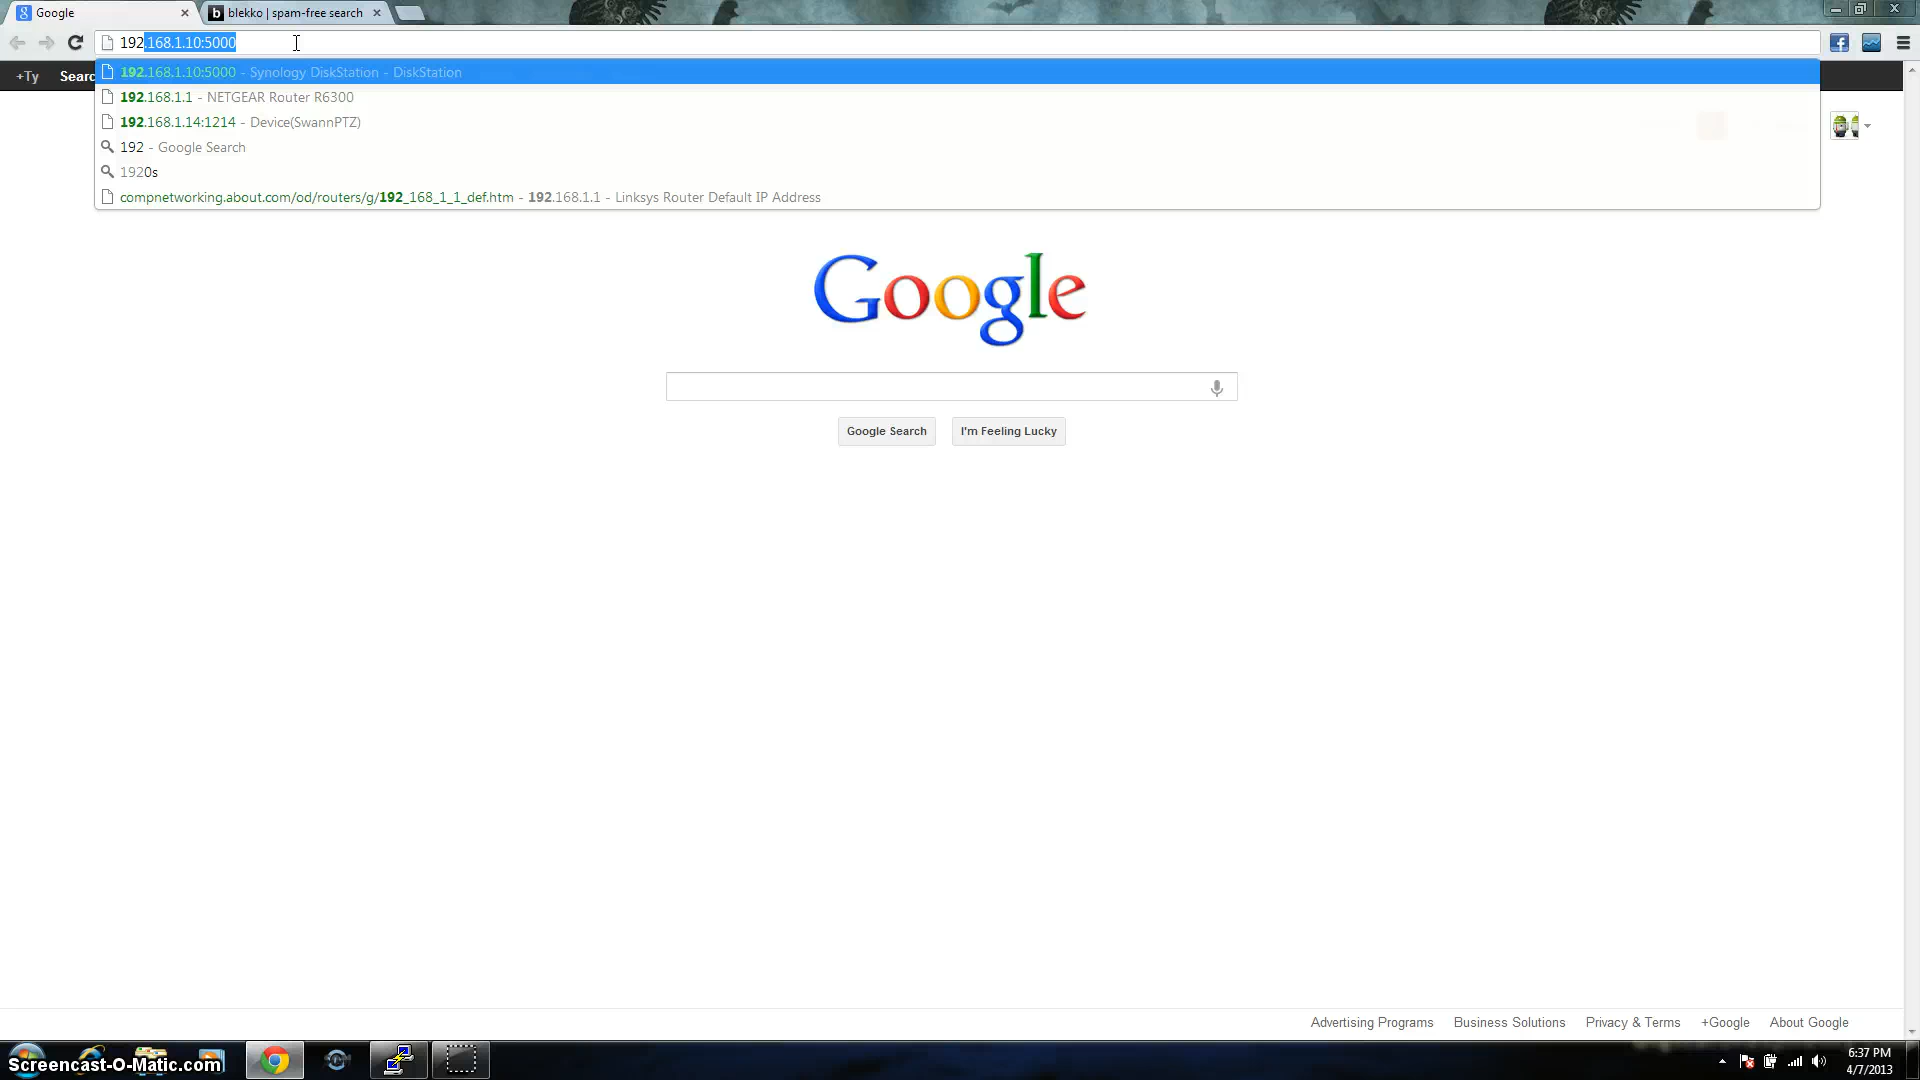 Google
blekko | spam-free search
192.168.1.10:5000
192.168.1.10:5000 - Synology DiskStation - DiskStation
+Ty Searc
192.168.1.1 - NETGEAR Router R6300
192.168.1.14:1214 - Device(SwannPTZ)
192 - Google Search
1920s
compnetworking.about.com/od/routers/g/192_168_1_1_def.htm - 192.168.1.1 - Linksys Router Default IP Address
Google
Google Search
I'm Feeling Lucky
Advertising Programs Business Solutions Privacy & Terms +Google About Google
Screencast-O-Matic.com
6:37 PM
4/7/2013